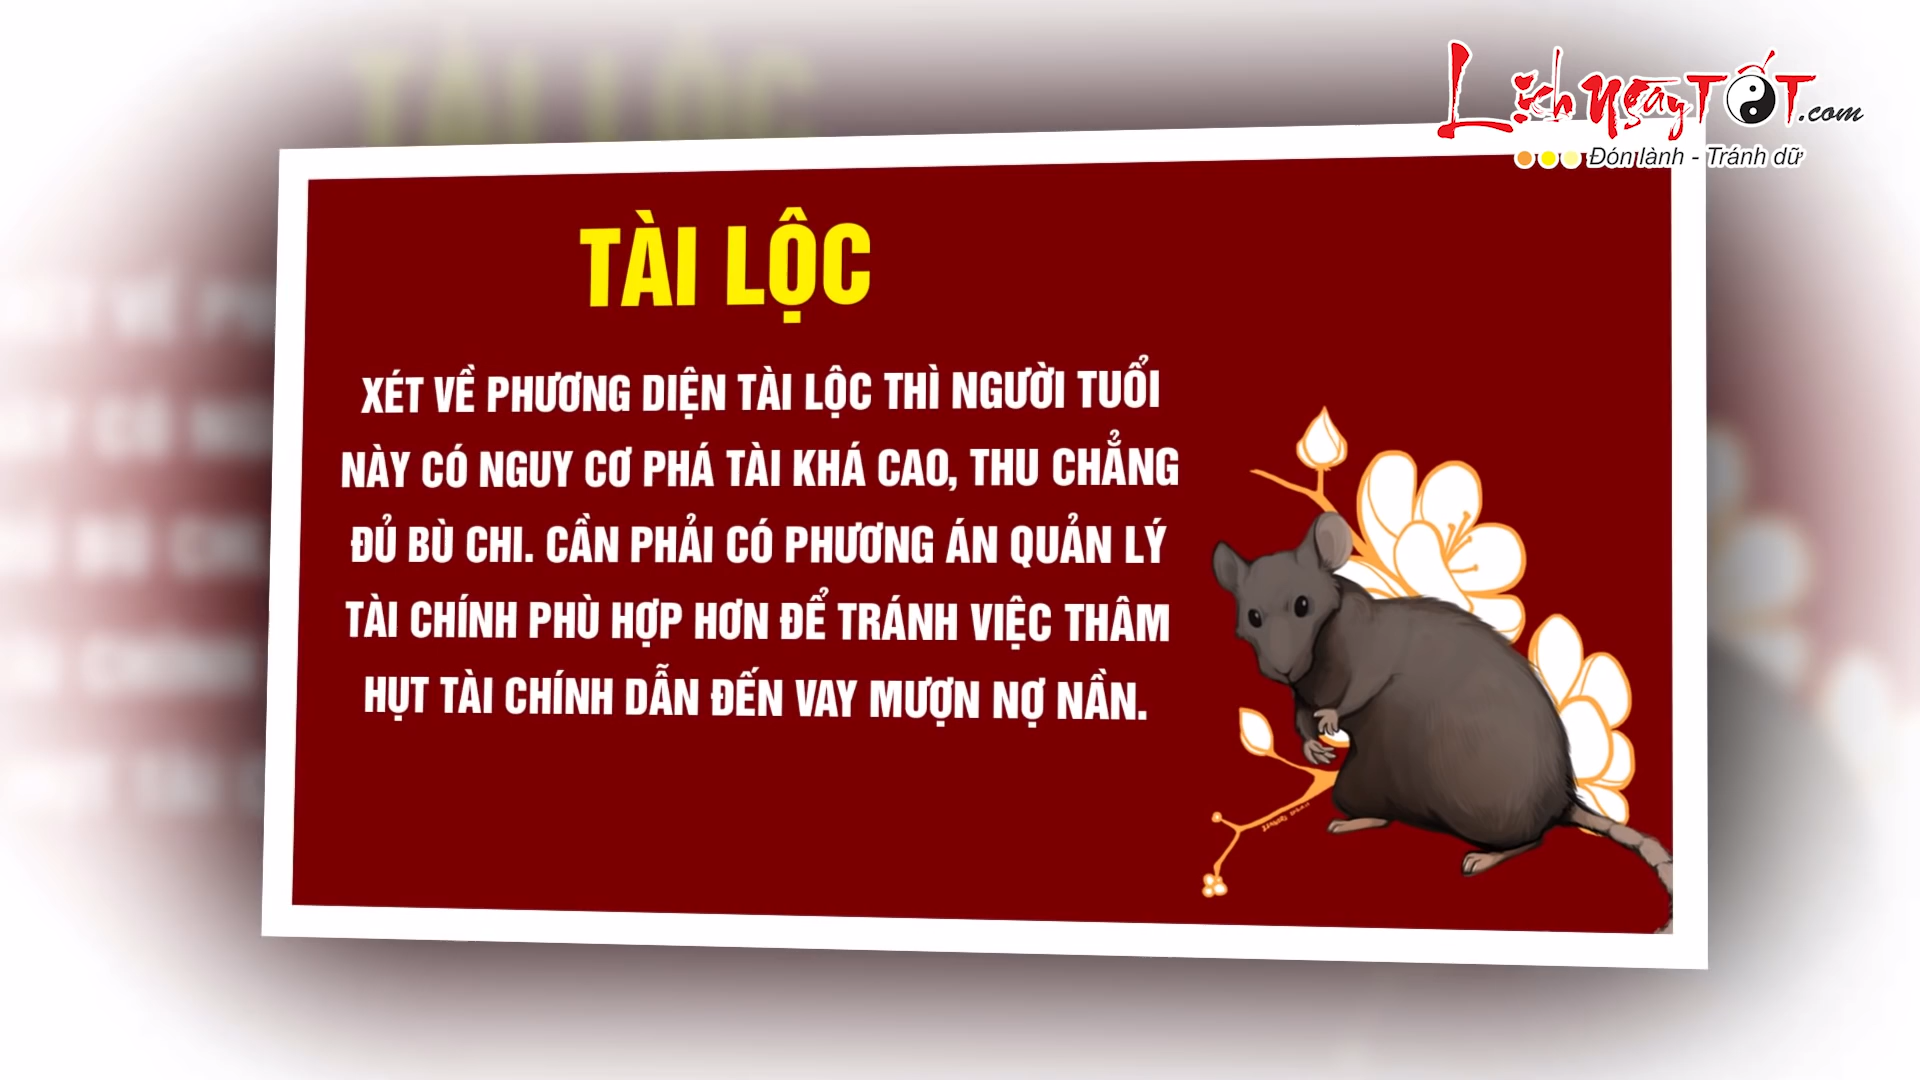 Lịch Ngày TỐT.com
Đón lành - Tránh dữ
TÀI LỘC
XÉT VỀ PHƯƠNG DIỆN TÀI LỘC THÌ NGƯỜI TUỔI
NÀY CÓ NGUY CƠ PHÁ TÀI KHÁ CAO, THU CHẲNG
ĐỦ BÙ CHI. CẦN PHẢI CÓ PHƯƠNG ÁN QUẢN LÝ
TÀI CHÍNH PHÙ HỢP HƠN ĐỂ TRÁNH VIỆC THÂM
HỤT TÀI CHÍNH DẪN ĐẾN VAY MƯỢN NỢ NẦN.